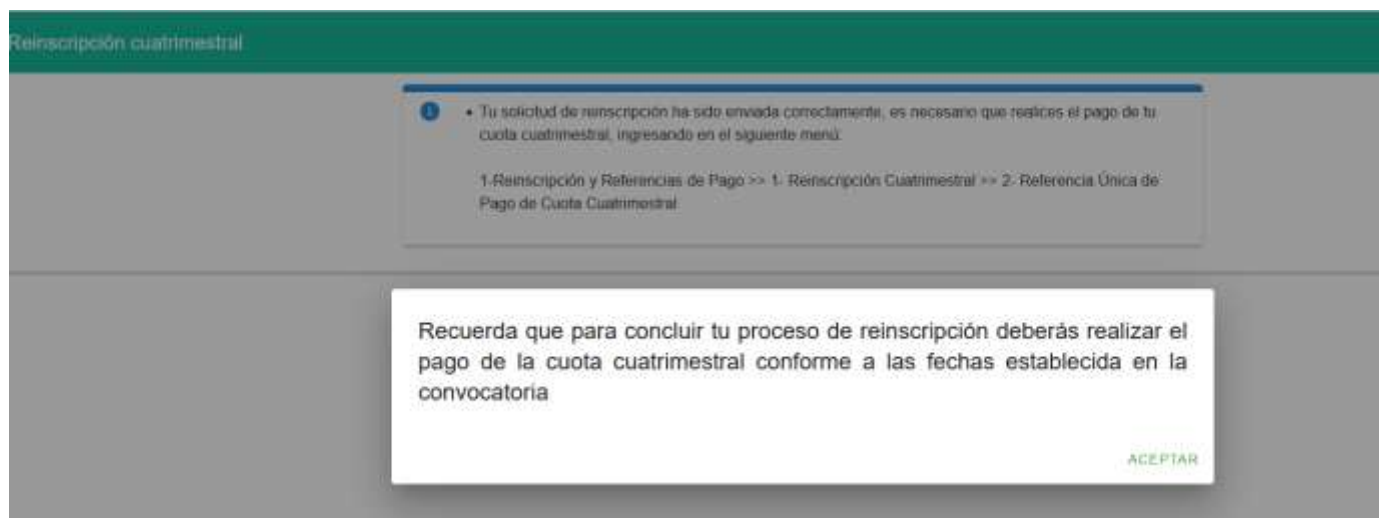 Reinscripción cuatrimestral
• Tu solicitud de reinscripción ha sido enviada correctamente, es necesario que realices el pago de tu
cuota cuatrimestral, ingresando en el siguiente menú:
1-Reinscripción y Referencias de Pago >> 1- Reinscripción Cuatrimestral >> 2- Referencia Única de
Pago de Cuota Cuatrimestral
Recuerda que para concluir tu proceso de reinscripción deberás realizar el
pago de la cuota cuatrimestral conforme a las fechas establecida en la
convocatoria
ACEPTAR